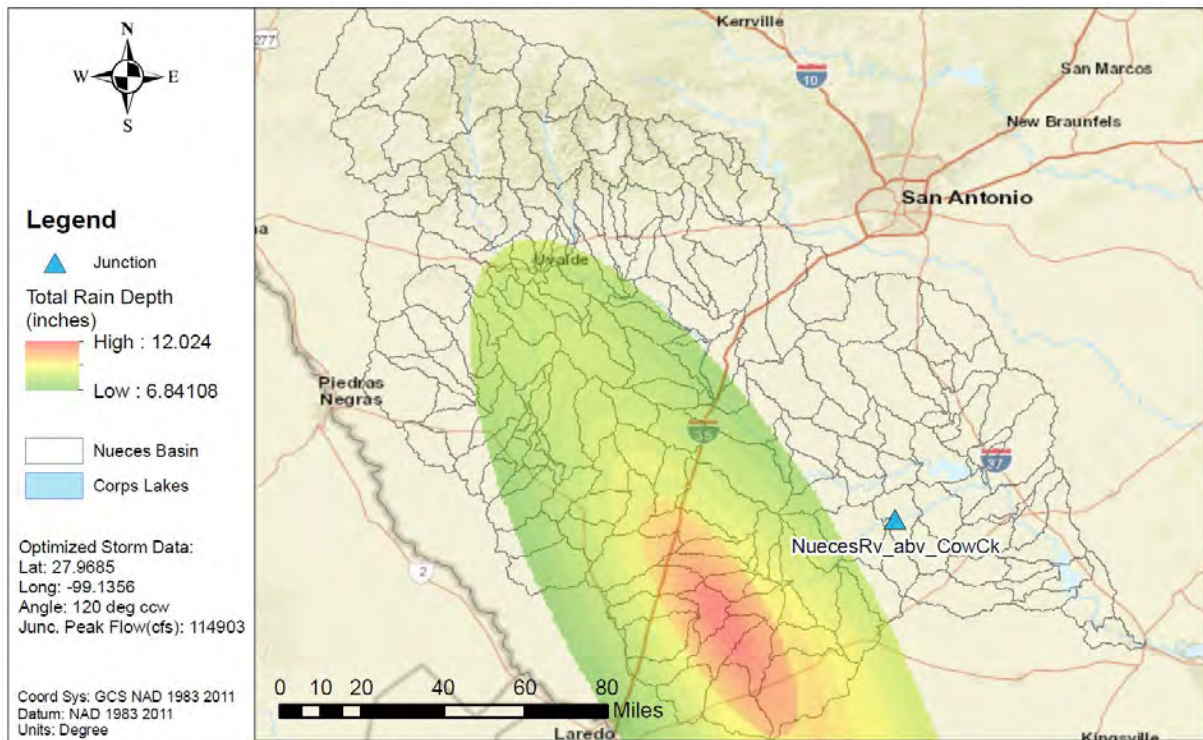 N
W E
S
Legend
Junction
Total Rain Depth
(inches)
High : 12.024
Low : 6.84108
Nueces Basin
Corps Lakes
Optimized Storm Data:
Lat: 27.9685
Long: -99.1356
Angle: 120 deg ccw
Junc. Peak Flow(cfs): 114903
Coord Sys: GCS NAD 1983 2011
Datum: NAD 1983 2011
Units: Degree
277
Kerrville
10
San Marcos
New Braunfels
San Antonio
na
Uvalde
Piedras
Negras
35
37
NuecesRv_abv_CowCk
2
0 10 20 40 60 80
Miles
Laredo
Kingsville